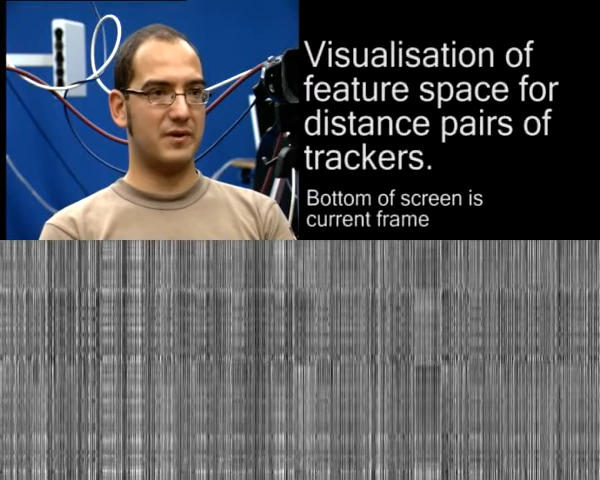 Visualisation of
feature space for
distance pairs of
trackers.
Bottom of screen is
current frame